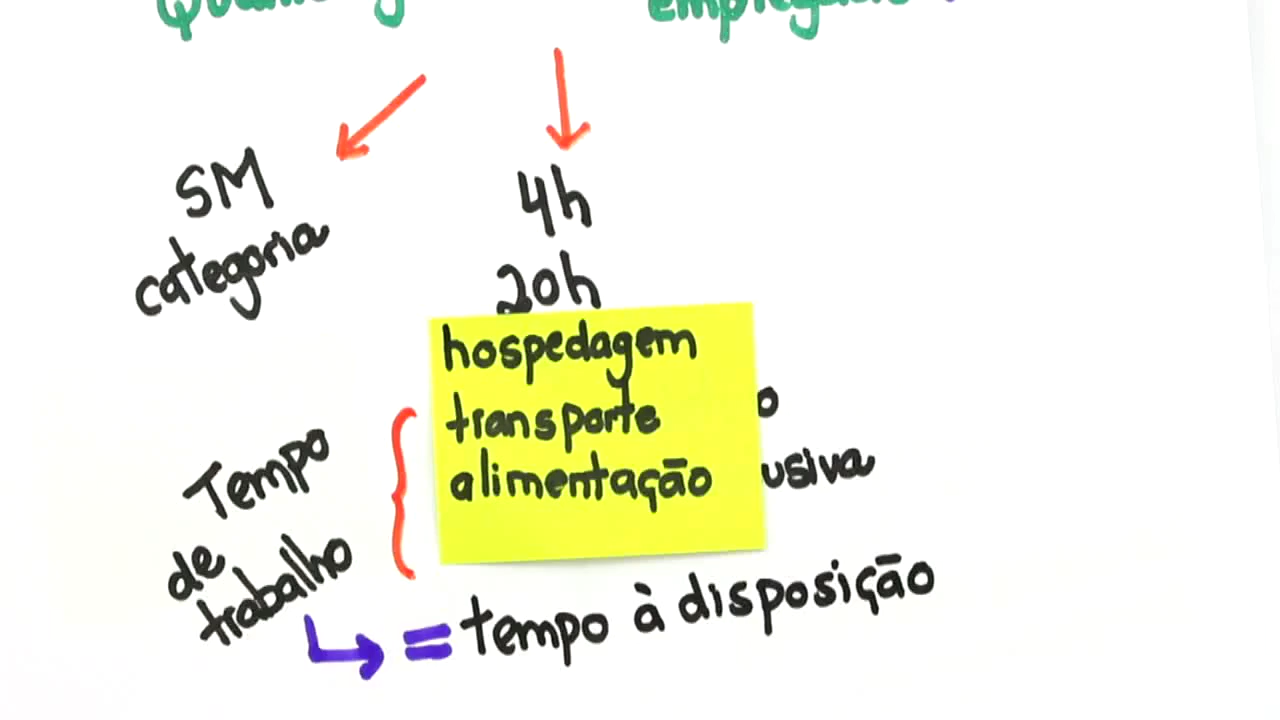 SM
categoria
4h
20h
hospedagem
transporte
alimentação
Tempo
de
trabalho
= tempo à disposição